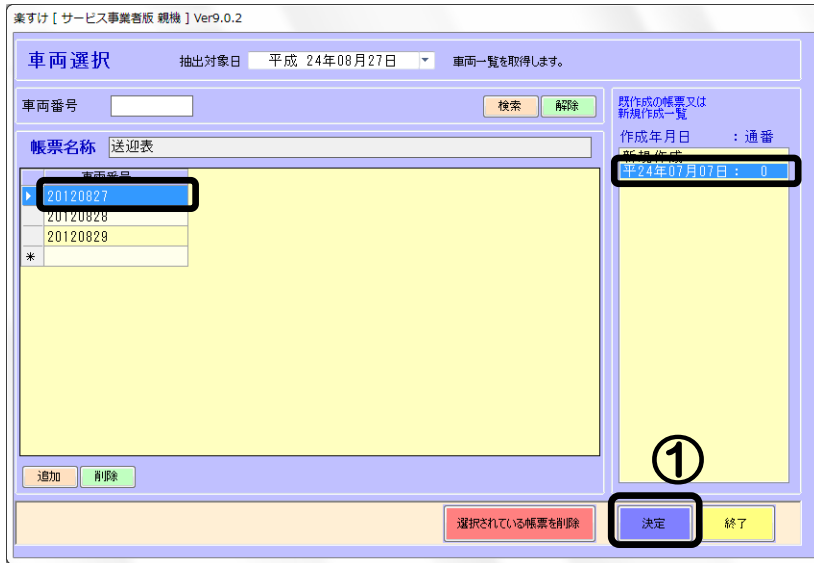 楽すけ [ サービス事業者版 親機 ] Ver9.0.2
車両選択 抽出対象日 平成 24年08月27日 車両一覧を取得します。
車両番号 検索 解除
帳票名称 送迎表
車両番号
20120827
20120828
20120829
*
追加 削除
既作成の帳票又は
新規作成一覧
作成年月日 :通番
新規作成
平24年07月07日: 0
①
選択されている帳票を削除 決定 終了